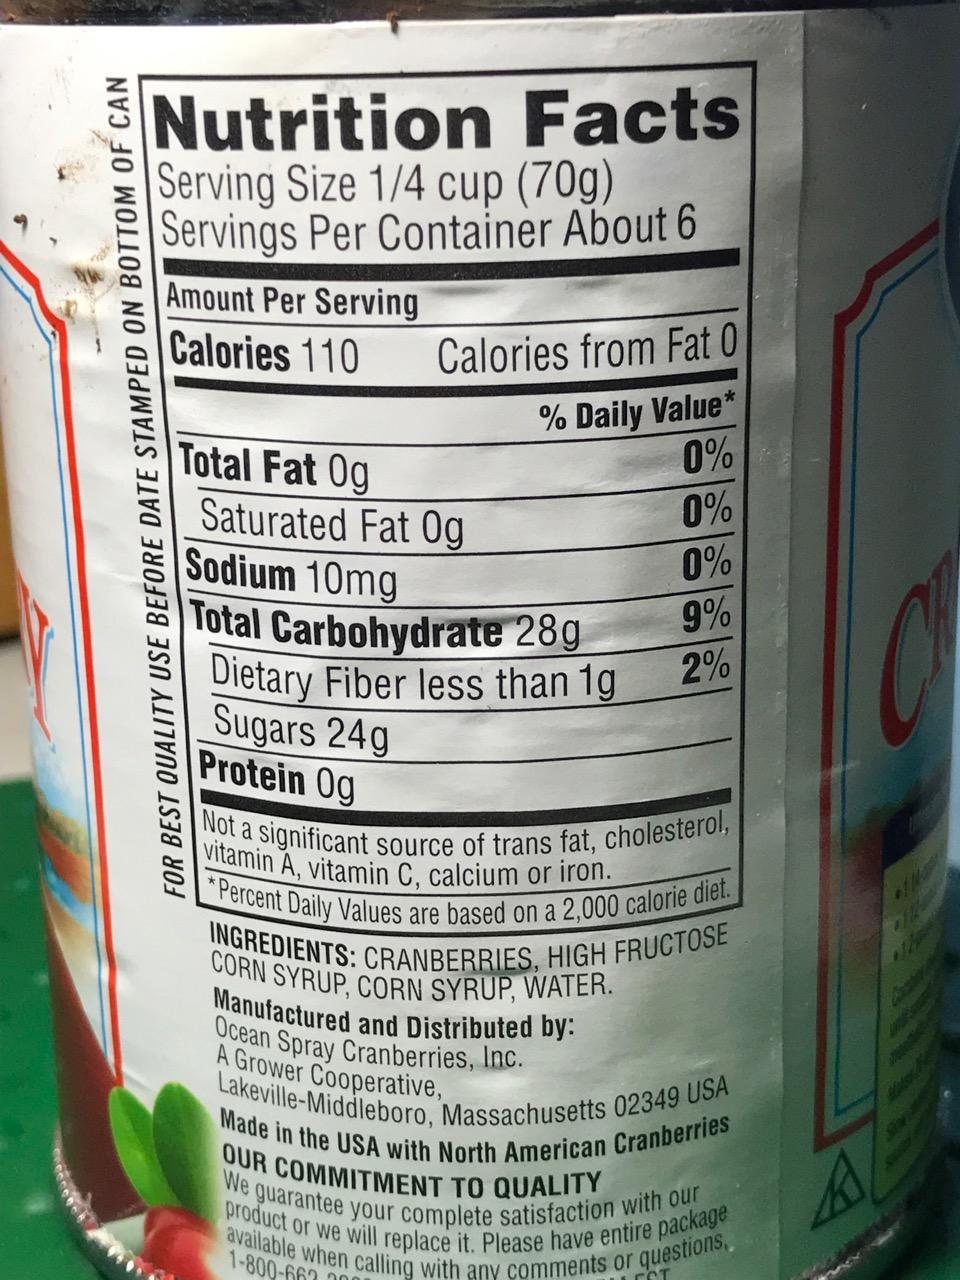 FOR BEST QUALITY USE BEFORE DATE STAMPED ON BOTTOM OF CAN
Nutrition Facts
Serving Size 1/4 cup (70g)
Servings Per Container About 6
Amount Per Serving
Calories 110 Calories from Fat 0
% Daily Value*
Total Fat 0g 0%
Saturated Fat 0g 0%
Sodium 10mg 0%
Total Carbohydrate 28g 9%
Dietary Fiber less than 1g 2%
Sugars 24g
Protein 0g
Not a significant source of trans fat, cholesterol,
vitamin A, vitamin C, calcium or iron.
*Percent Daily Values are based on a 2,000 calorie diet.
INGREDIENTS: CRANBERRIES, HIGH FRUCTOSE
CORN SYRUP, CORN SYRUP, WATER.
Manufactured and Distributed by:
Ocean Spray Cranberries, Inc.
A Grower Cooperative,
Lakeville-Middleboro, Massachusetts 02349 USA
Made in the USA with North American Cranberries
OUR COMMITMENT TO QUALITY
We guarantee your complete satisfaction with our
product or we will replace it. Please have entire package
available when calling with any comments or questions,
Y
CR
K